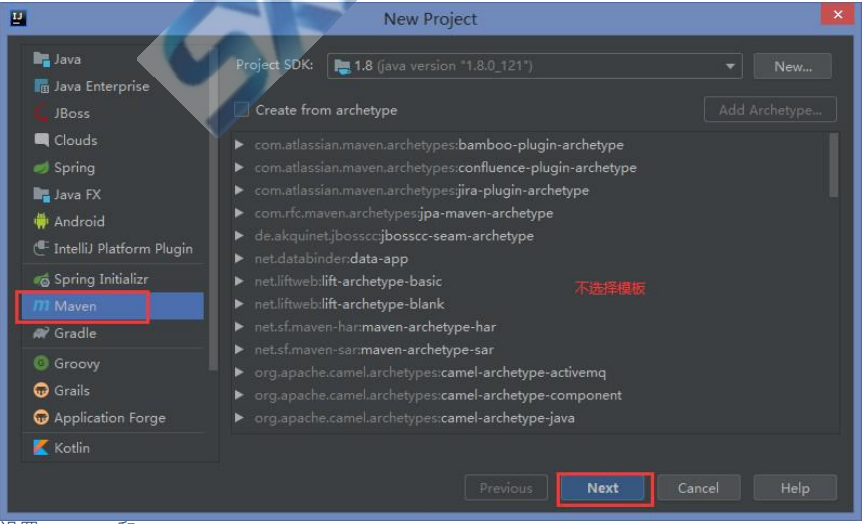 New Project
Java
Java Enterprise
JBoss
Clouds
Spring
Java FX
Android
IntelliJ Platform Plugin
Spring Initializr
Maven
Gradle
Groovy
Grails
Application Forge
Kotlin
Project SDK: 1.8 (java version "1.8.0_121") New...
Create from archetype Add Archetype...
com.atlassian.maven.archetypes:bamboo-plugin-archetype
com.atlassian.maven.archetypes:confluence-plugin-archetype
com.atlassian.maven.archetypes:jira-plugin-archetype
com.rfc.maven.archetypes:jpa-maven-archetype
de.akquinet.jbosscc:jbosscc-seam-archetype
net.databinder:data-app
net.liftweb:lift-archetype-basic
net.liftweb:lift-archetype-blank
net.sf.maven-har:maven-archetype-har
net.sf.maven-sar:maven-archetype-sar
org.apache.camel.archetypes:camel-archetype-activemq
org.apache.camel.archetypes:camel-archetype-component
org.apache.camel.archetypes:camel-archetype-java
不选择模板
Previous Next Cancel Help